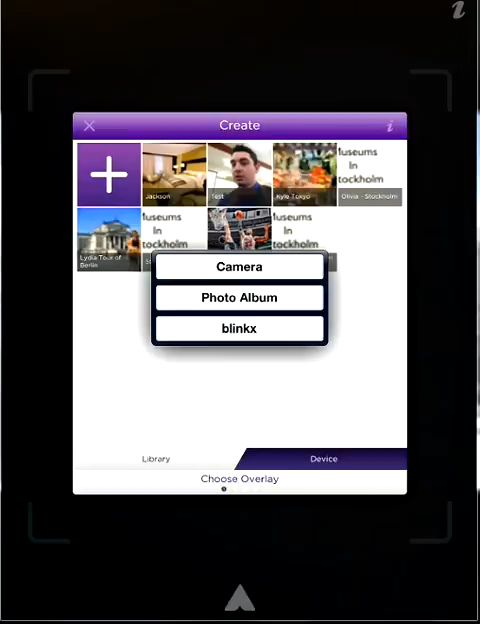 i
Create
i
Jackson
Test
Kyle Tokyo
Olivia - Stockholm
Museums
In
Stockholm
Lydia Tour of
Berlin
Museums
In
Stockholm
Museums
In
Stockholm
Camera
Photo Album
blinkx
Library
Device
Choose Overlay